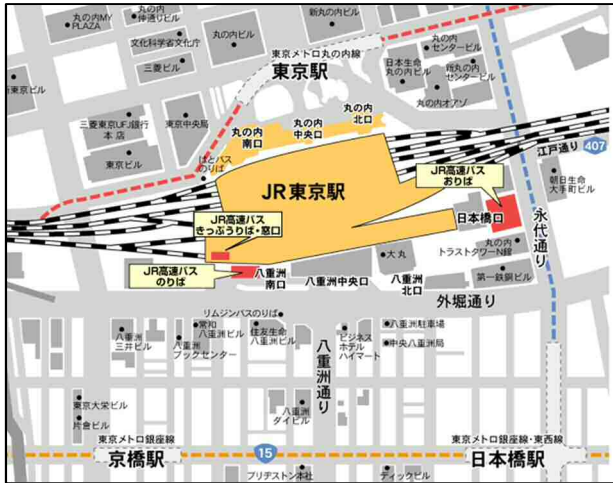 丸の内MY
PLAZA
丸の内
仲通りビル
新丸の内ビル
文化科学省文化庁
三菱ビル
東京メトロ丸の内線
東京駅
丸の内
センタービル
日本生命
丸の内ビル
新丸の内
センタービル
丸の内オアゾ
新東京ビル
三菱東京UFJ銀行
本店
東京中央局
東京ビル
はとバス
のりば
丸の内
南口
丸の内
中央口
丸の内
北口
江戸通り
407
朝日生命
大手町ビル
JR東京駅
JR高速バス
おりば
JR高速バス
きっぷうりば・窓口
JR高速バス
のりば
日本橋口
永代通り
丸の内
トラストタワーN館
第一鉄鋼ビル
大丸
八重洲
南口
八重洲中央口
八重洲
北口
外堀通り
リムジンバスのりば
八重洲
三井ビル
常和
八重洲ビル
八重洲
ブックセンター
住友生命
八重洲ビル
八重洲通り
ビジネス
ホテル
ハイマート
八重洲駐車場
中央八重洲局
東京大栄ビル
片倉ビル
八重洲
ダイビル
東京メトロ銀座線
京橋駅
15
ブリヂストン本社
ディックビル
東京メトロ銀座線・東西線
日本橋駅